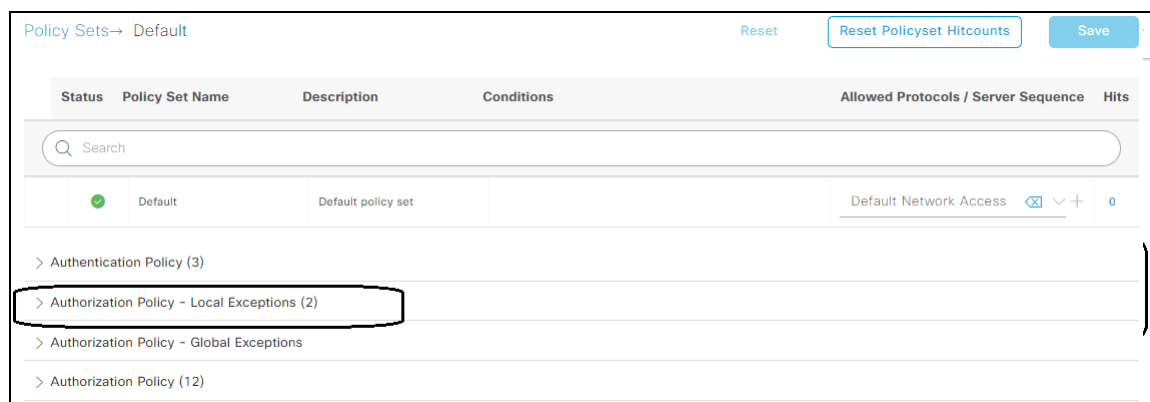 Policy Sets→ Default Reset Reset Policyset Hitcounts Save
Status Policy Set Name Description Conditions Allowed Protocols / Server Sequence Hits
Search
Default Default policy set Default Network Access 0
Authentication Policy (3)
Authorization Policy - Local Exceptions (2)
Authorization Policy - Global Exceptions
Authorization Policy (12)